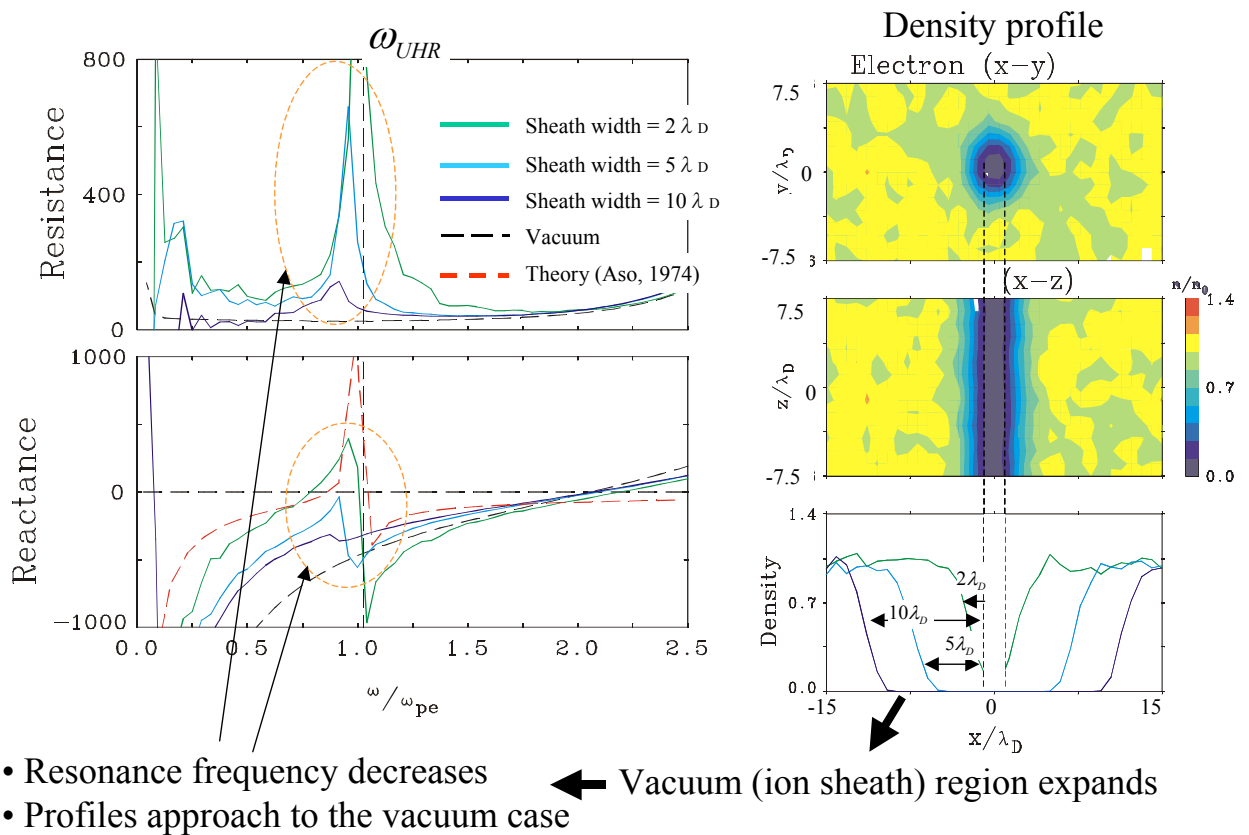 ω_UHR
800
400
0
Resistance
Sheath width = 2 λ D
Sheath width = 5 λ D
Sheath width = 10 λ D
Vacuum
Theory (Aso, 1974)
1000
0
−1000
Reactance
0.0 0.5 1.0 1.5 2.0 2.5
ω/ω_pe
Density profile
Electron (x−y)
7.5
0
-7.5
y/λ_D
(x−z)
7.5
0
-7.5
z/λ_D
n/n₀
1.4
0.7
0.0
1.4
0.7
0.0
Density
2λ_D
10λ_D
5λ_D
-15 0 15
x/λ_D
• Resonance frequency decreases
• Profiles approach to the vacuum case
Vacuum (ion sheath) region expands